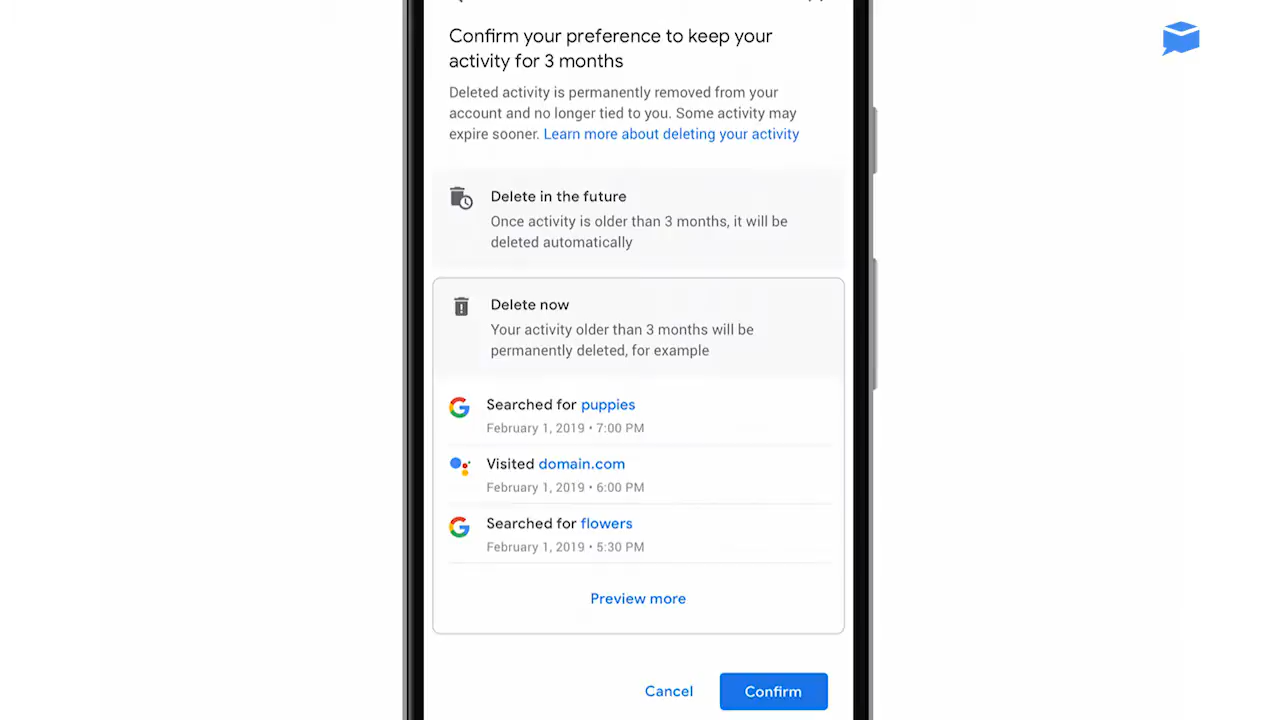 Confirm your preference to keep your
activity for 3 months
Deleted activity is permanently removed from your
account and no longer tied to you. Some activity may
expire sooner. Learn more about deleting your activity
Delete in the future
Once activity is older than 3 months, it will be
deleted automatically
Delete now
Your activity older than 3 months will be
permanently deleted, for example
Searched for puppies
February 1, 2019 • 7:00 PM
Visited domain.com
February 1, 2019 • 6:00 PM
Searched for flowers
February 1, 2019 • 5:30 PM
Preview more
Cancel
Confirm